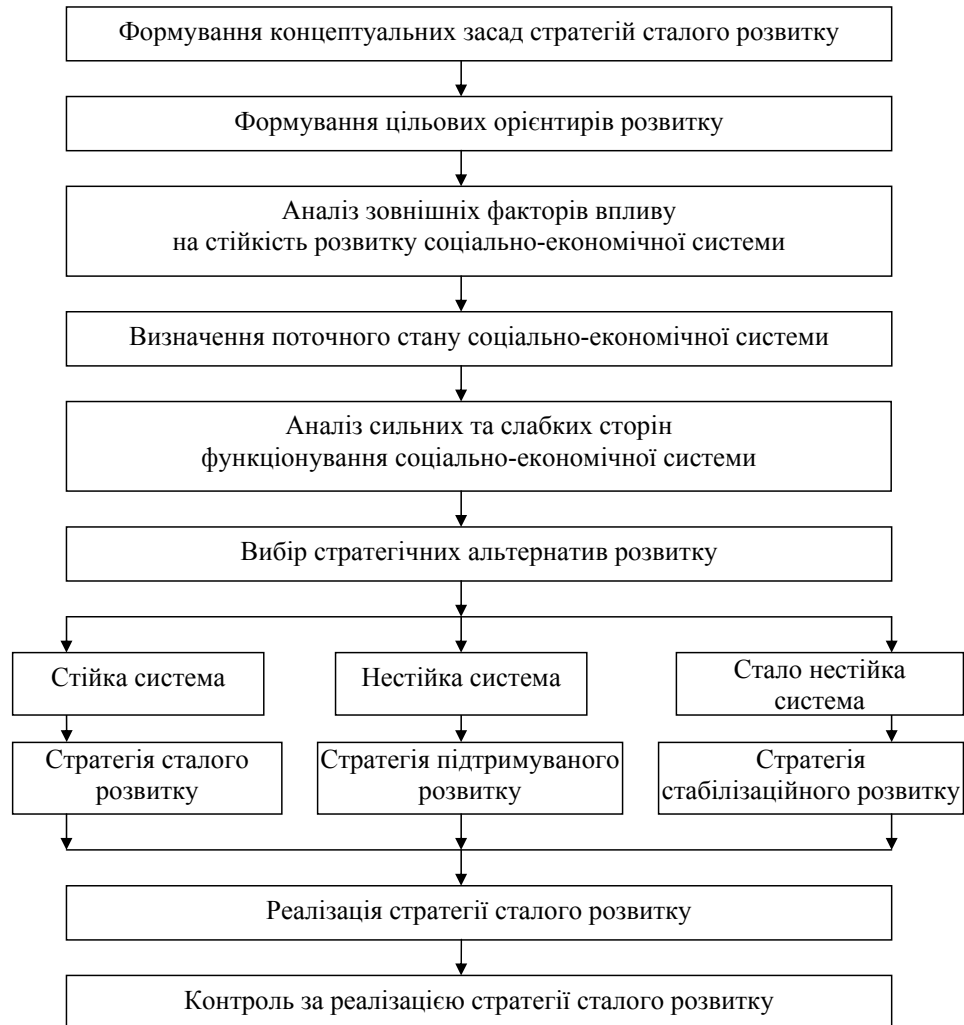 Формування концептуальних засад стратегій сталого розвитку
Формування цільових орієнтирів розвитку
Аналіз зовнішніх факторів впливу
на стійкість розвитку соціально-економічної системи
Визначення поточного стану соціально-економічної системи
Аналіз сильних та слабких сторін
функціонування соціально-економічної системи
Вибір стратегічних альтернатив розвитку
Стійка система
Нестійка система
Стало нестійка
система
Стратегія сталого
розвитку
Стратегія підтримуваного
розвитку
Стратегія
стабілізаційного розвитку
Реалізація стратегії сталого розвитку
Контроль за реалізацією стратегії сталого розвитку